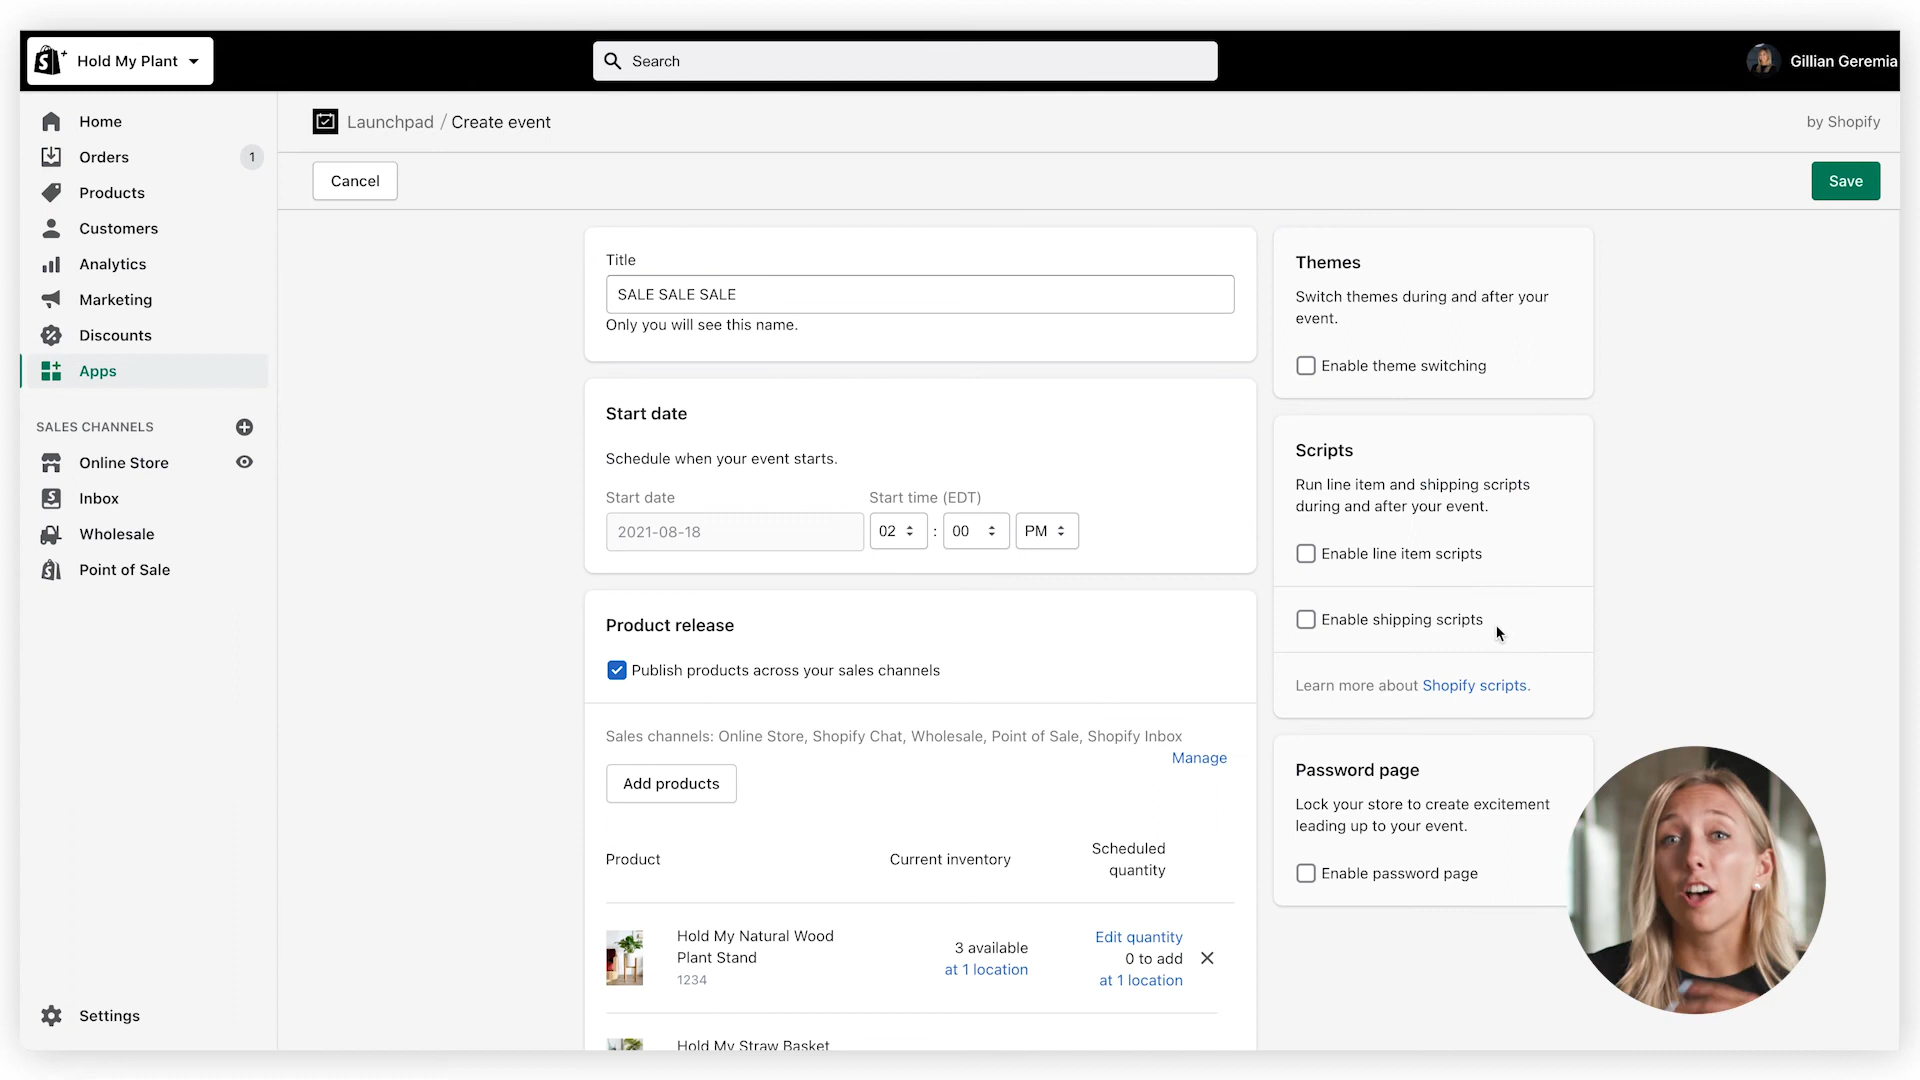 Hold My Plant
Search
Gillian Geremia
Home
Orders 1
Products
Customers
Analytics
Marketing
Discounts
Apps
SALES CHANNELS
Online Store
Inbox
Wholesale
Point of Sale
Settings
Launchpad / Create event
by Shopify
Cancel
Save
Title
SALE SALE SALE
Only you will see this name.
Start date
Schedule when your event starts.
Start date Start time (EDT)
2021-08-18 02 : 00 PM
Product release
Publish products across your sales channels
Sales channels: Online Store, Shopify Chat, Wholesale, Point of Sale, Shopify Inbox
Manage
Add products
Product Current inventory Scheduled
quantity
Hold My Natural Wood
Plant Stand
1234
3 available
at 1 location
Edit quantity
0 to add
at 1 location
Hold My Straw Basket
Themes
Switch themes during and after your
event.
Enable theme switching
Scripts
Run line item and shipping scripts
during and after your event.
Enable line item scripts
Enable shipping scripts
Learn more about Shopify scripts.
Password page
Lock your store to create excitement
leading up to your event.
Enable password page